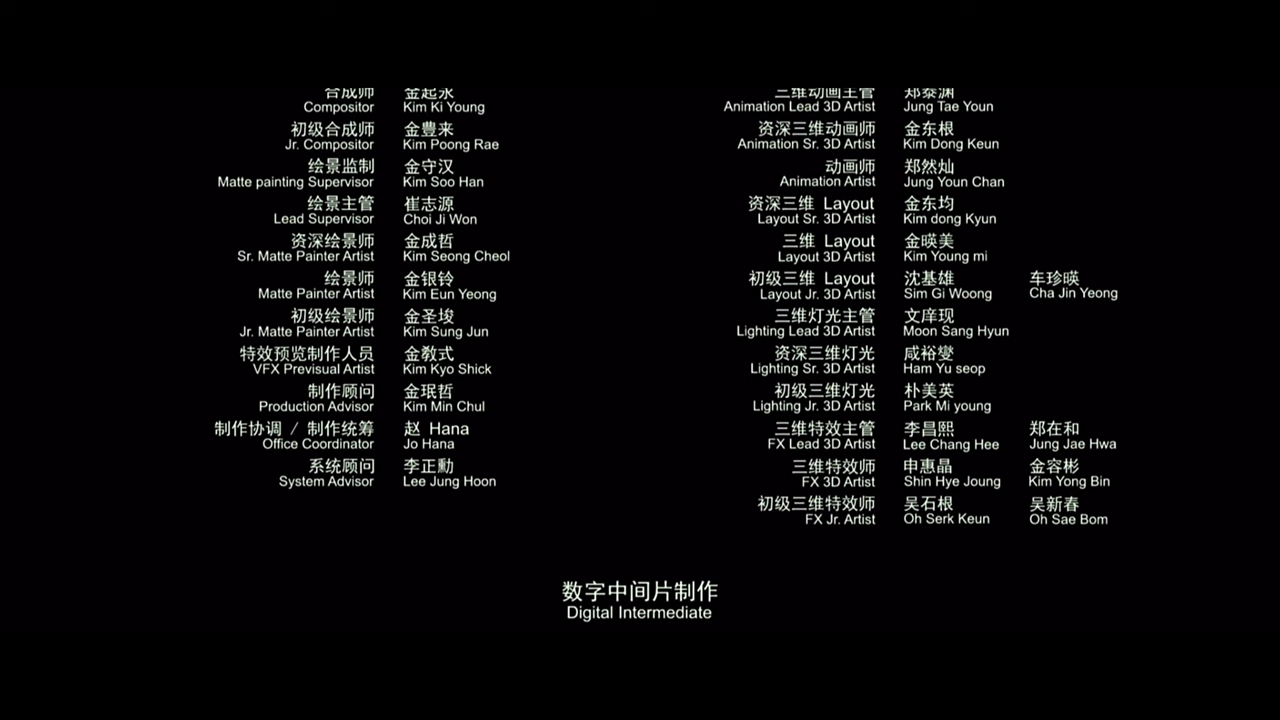 合成师 金起永
Compositor Kim Ki Young
初级合成师 金豊来
Jr. Compositor Kim Poong Rae
绘景监制 金守汉
Matte painting Supervisor Kim Soo Han
绘景主管 崔志源
Lead Supervisor Choi Ji Won
资深绘景师 金成哲
Sr. Matte Painter Artist Kim Seong Cheol
绘景师 金银铃
Matte Painter Artist Kim Eun Yeong
初级绘景师 金圣埈
Jr. Matte Painter Artist Kim Sung Jun
特效预览制作人员 金敎式
VFX Previsual Artist Kim Kyo Shick
制作顾问 金珉哲
Production Advisor Kim Min Chul
制作协调 / 制作统筹 赵 Hana
Office Coordinator Jo Hana
系统顾问 李正勳
System Advisor Lee Jung Hoon
三维动画主管 郑泰渊
Animation Lead 3D Artist Jung Tae Youn
资深三维动画师 金东根
Animation Sr. 3D Artist Kim Dong Keun
动画师 郑然灿
Animation Artist Jung Youn Chan
资深三维 Layout 金东均
Layout Sr. 3D Artist Kim dong Kyun
三维 Layout 金暎美
Layout 3D Artist Kim Young mi
初级三维 Layout 沈基雄 车珍暎
Layout Jr. 3D Artist Sim Gi Woong Cha Jin Yeong
三维灯光主管 文庠现
Lighting Lead 3D Artist Moon Sang Hyun
资深三维灯光 咸裕燮
Lighting Sr. 3D Artist Ham Yu seop
初级三维灯光 朴美英
Lighting Jr. 3D Artist Park Mi young
三维特效主管 李昌熙 郑在和
FX Lead 3D Artist Lee Chang Hee Jung Jae Hwa
三维特效师 申惠晶 金容彬
FX 3D Artist Shin Hye Joung Kim Yong Bin
初级三维特效师 吴石根 吴新春
FX Jr. Artist Oh Serk Keun Oh Sae Bom
数字中间片制作
Digital Intermediate